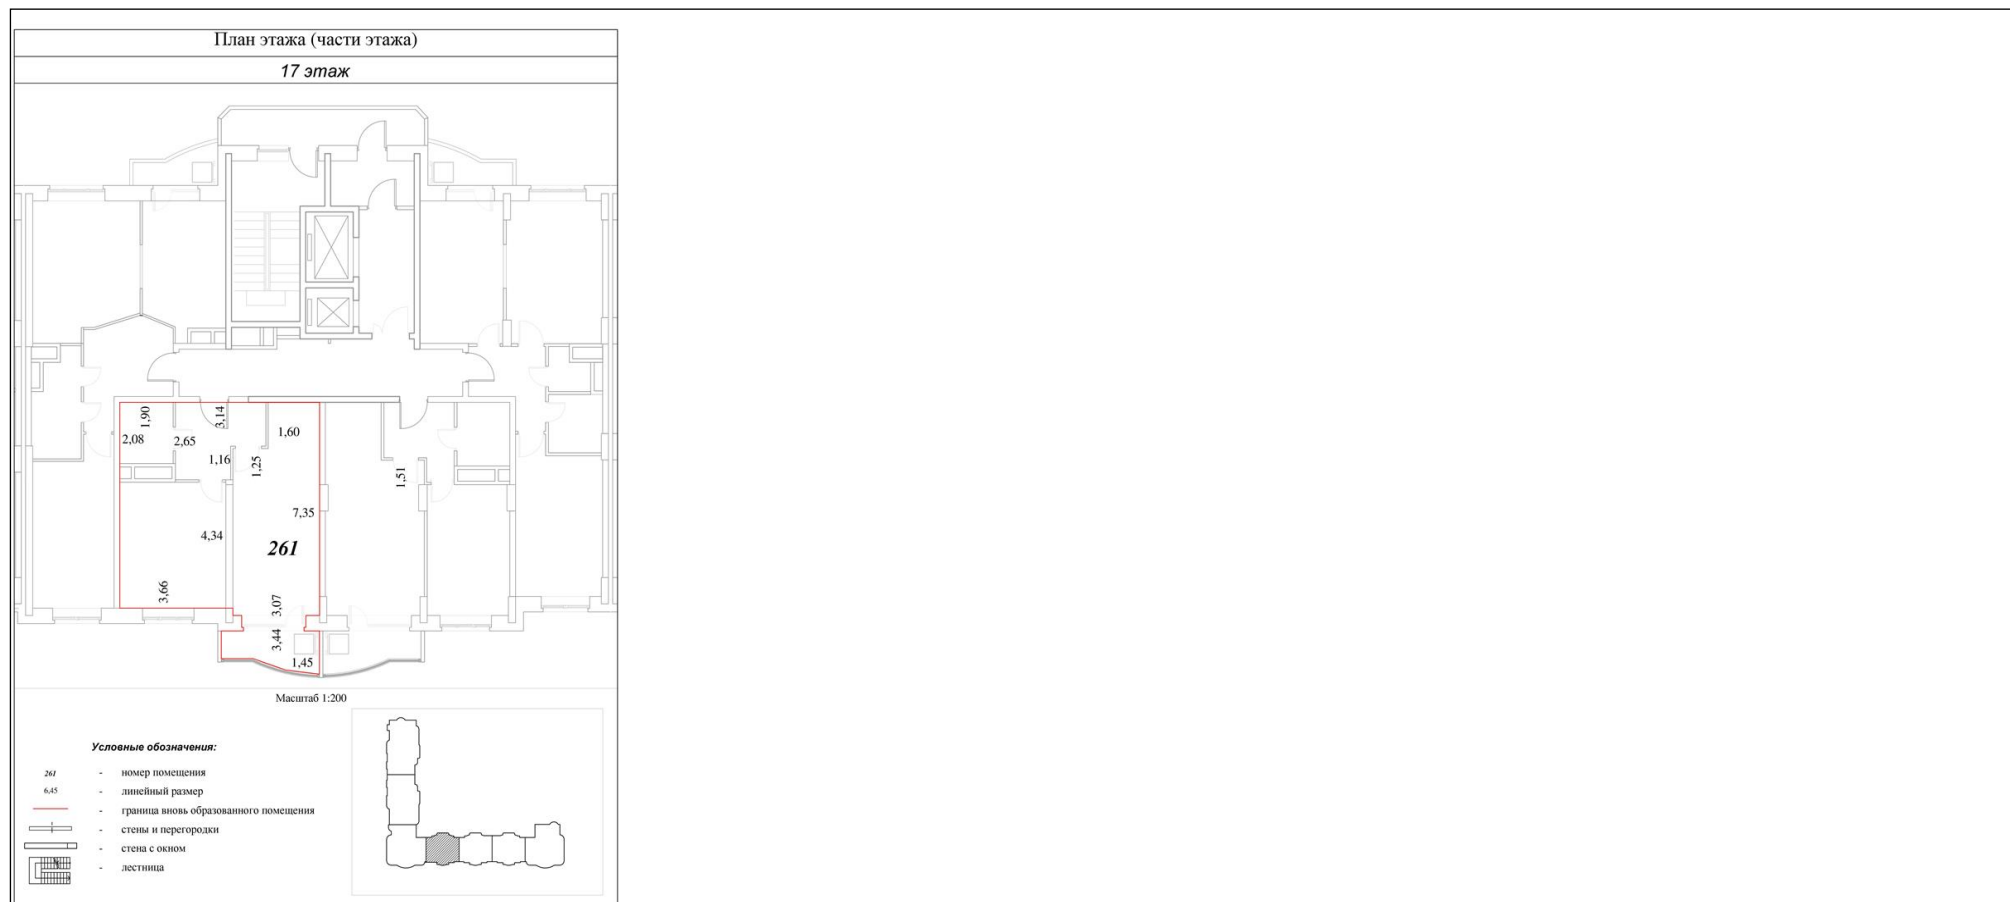 План этажа (части этажа)
17 этаж
1,90
3,14
2,08
2,65
1,60
1,16
1,25
1,51
7,35
4,34
261
3,66
3,07
3,44
1,45
Масштаб 1:200
Условные обозначения:
261 - номер помещения
6,45 - линейный размер
- граница вновь образованного помещения
- стены и перегородки
- стена с окном
- лестница